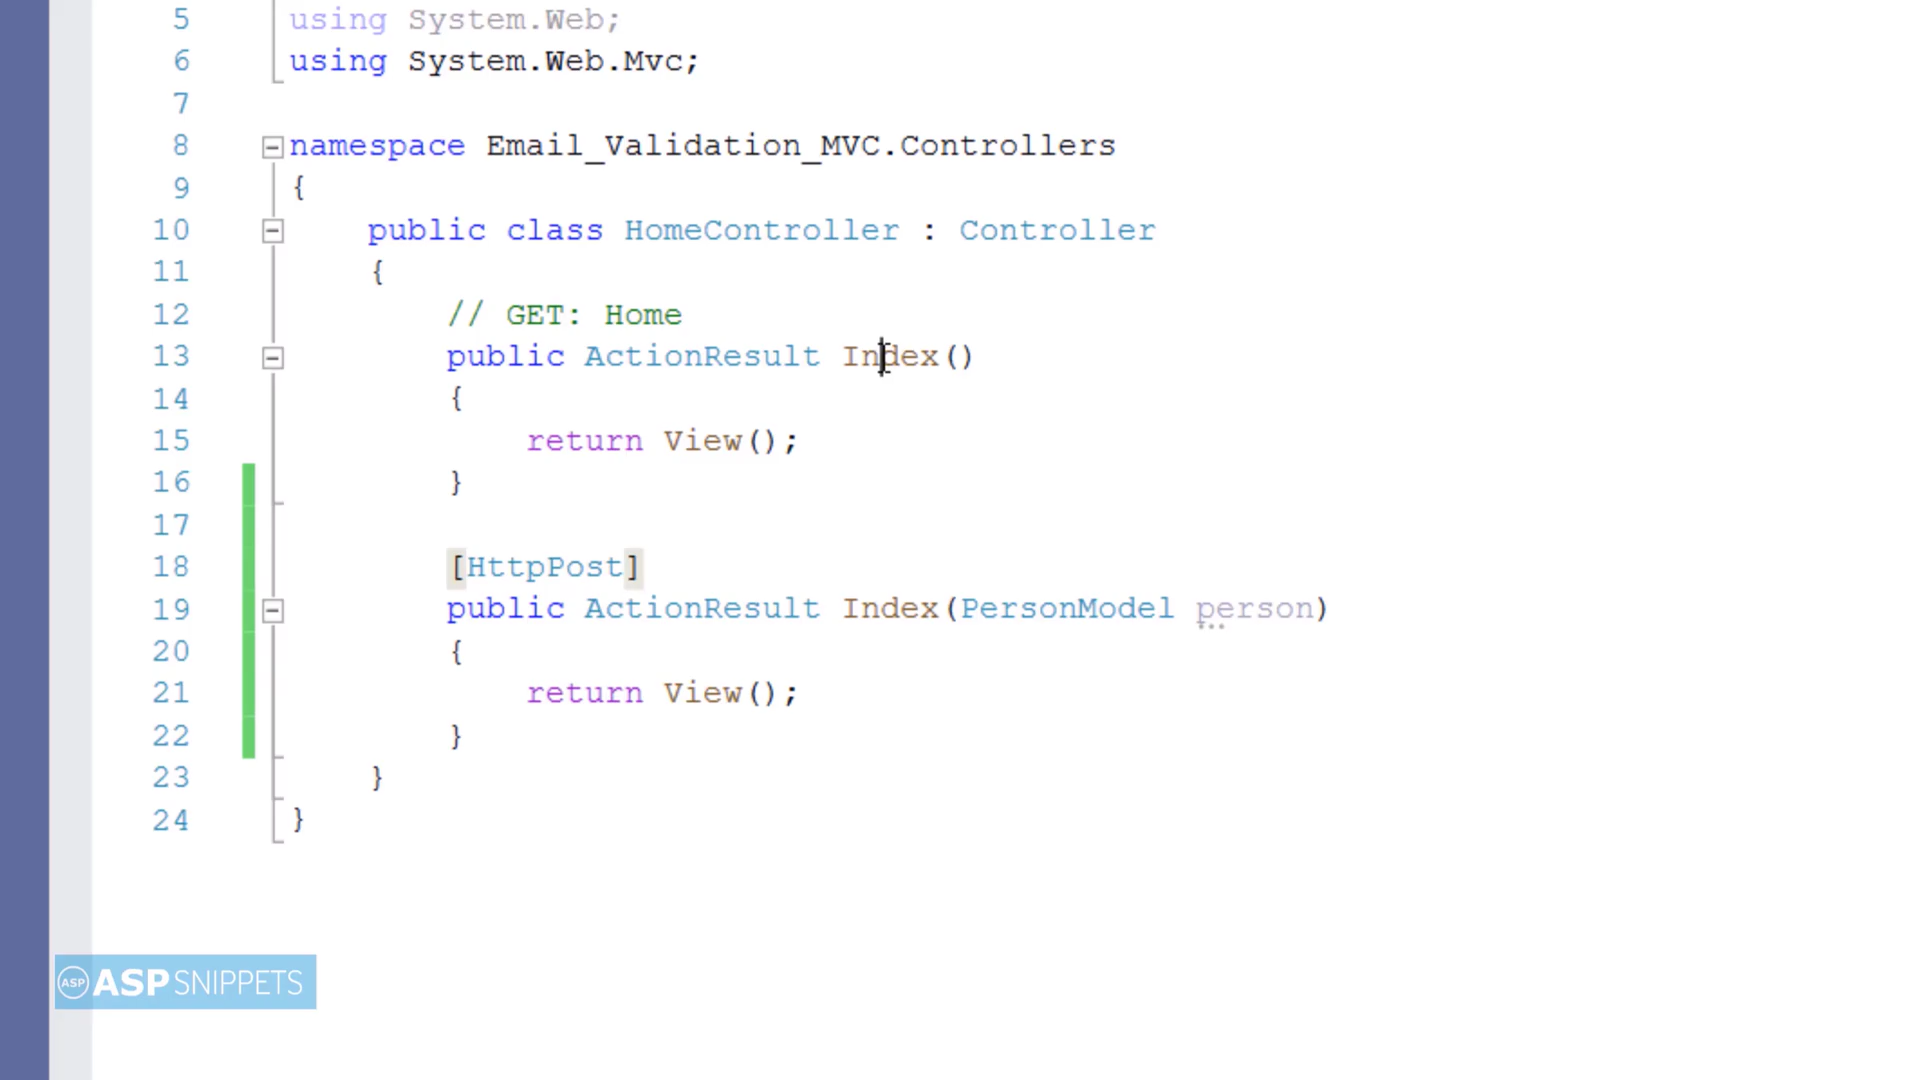 5 using System.Web;
6 using System.Web.Mvc;
7
8 namespace Email_Validation_MVC.Controllers
9 {
10 public class HomeController : Controller
11 {
12 // GET: Home
13 public ActionResult Index()
14 {
15 return View();
16 }
17
18 [HttpPost]
19 public ActionResult Index(PersonModel person)
20 {
21 return View();
22 }
23 }
24 }
ASP ASPSNIPPETS